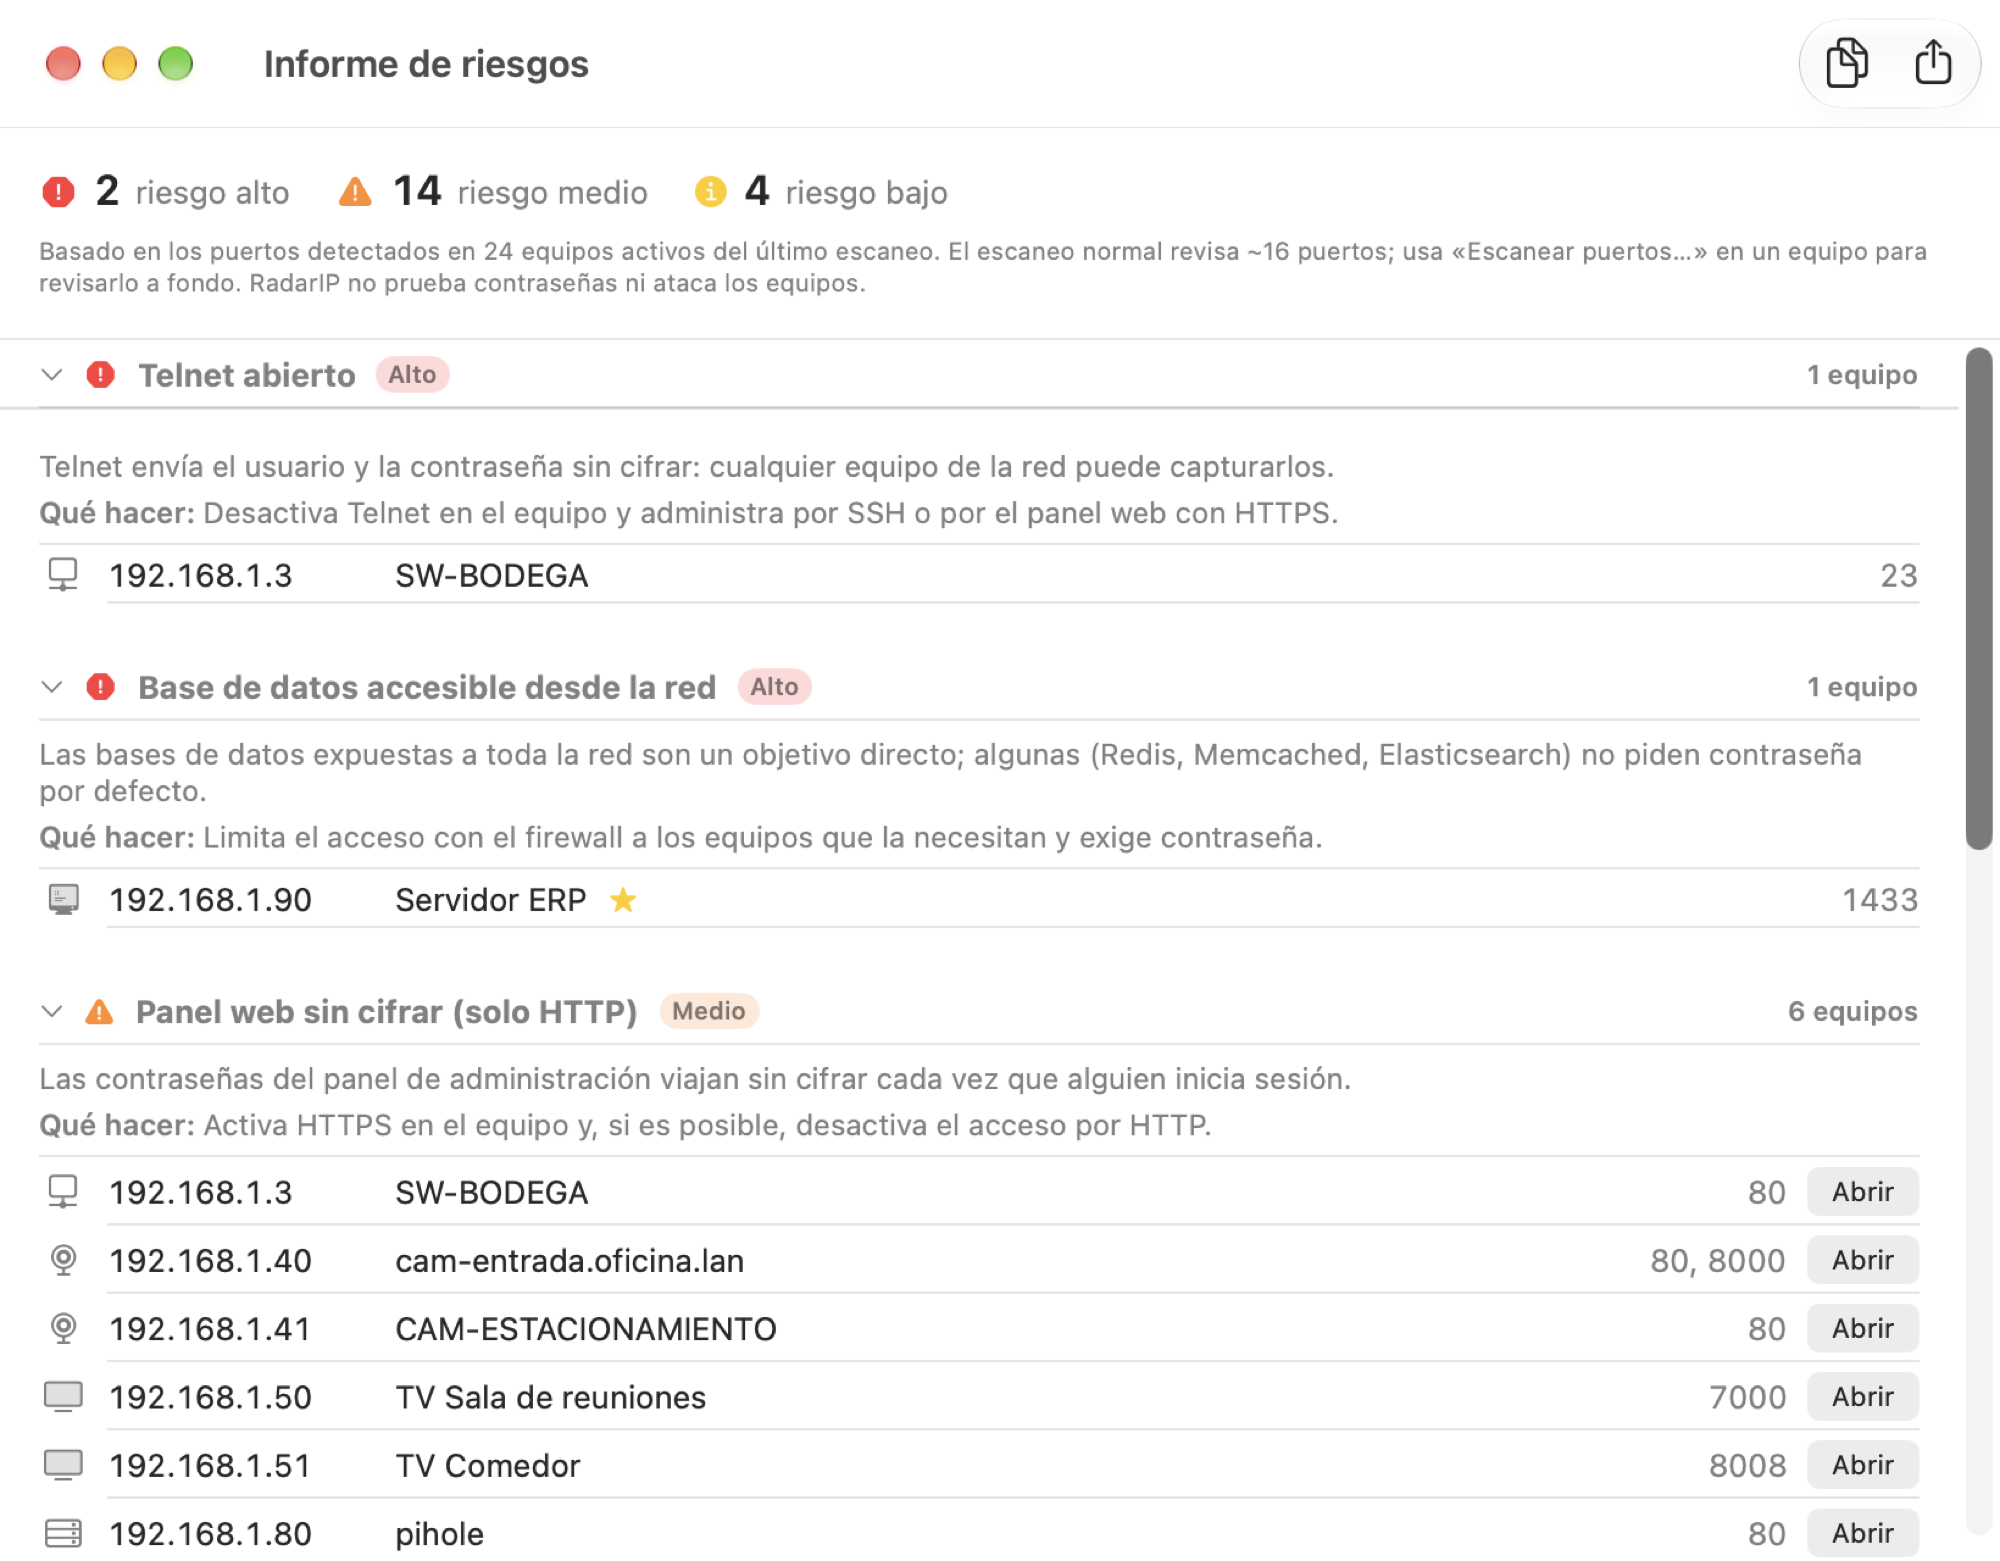 Informe de riesgos
2 riesgo alto 14 riesgo medio 4 riesgo bajo
Basado en los puertos detectados en 24 equipos activos del último escaneo. El escaneo normal revisa ~16 puertos; usa «Escanear puertos...» en un equipo para
revisarlo a fondo. RadarIP no prueba contraseñas ni ataca los equipos.
Telnet abierto Alto 1 equipo
Telnet envía el usuario y la contraseña sin cifrar: cualquier equipo de la red puede capturarlos.
Qué hacer: Desactiva Telnet en el equipo y administra por SSH o por el panel web con HTTPS.
192.168.1.3 SW-BODEGA 23
Base de datos accesible desde la red Alto 1 equipo
Las bases de datos expuestas a toda la red son un objetivo directo; algunas (Redis, Memcached, Elasticsearch) no piden contraseña
por defecto.
Qué hacer: Limita el acceso con el firewall a los equipos que la necesitan y exige contraseña.
192.168.1.90 Servidor ERP 1433
Panel web sin cifrar (solo HTTP) Medio 6 equipos
Las contraseñas del panel de administración viajan sin cifrar cada vez que alguien inicia sesión.
Qué hacer: Activa HTTPS en el equipo y, si es posible, desactiva el acceso por HTTP.
192.168.1.3 SW-BODEGA 80 Abrir
192.168.1.40 cam-entrada.oficina.lan 80, 8000 Abrir
192.168.1.41 CAM-ESTACIONAMIENTO 80 Abrir
192.168.1.50 TV Sala de reuniones 7000 Abrir
192.168.1.51 TV Comedor 8008 Abrir
192.168.1.80 pihole 80 Abrir